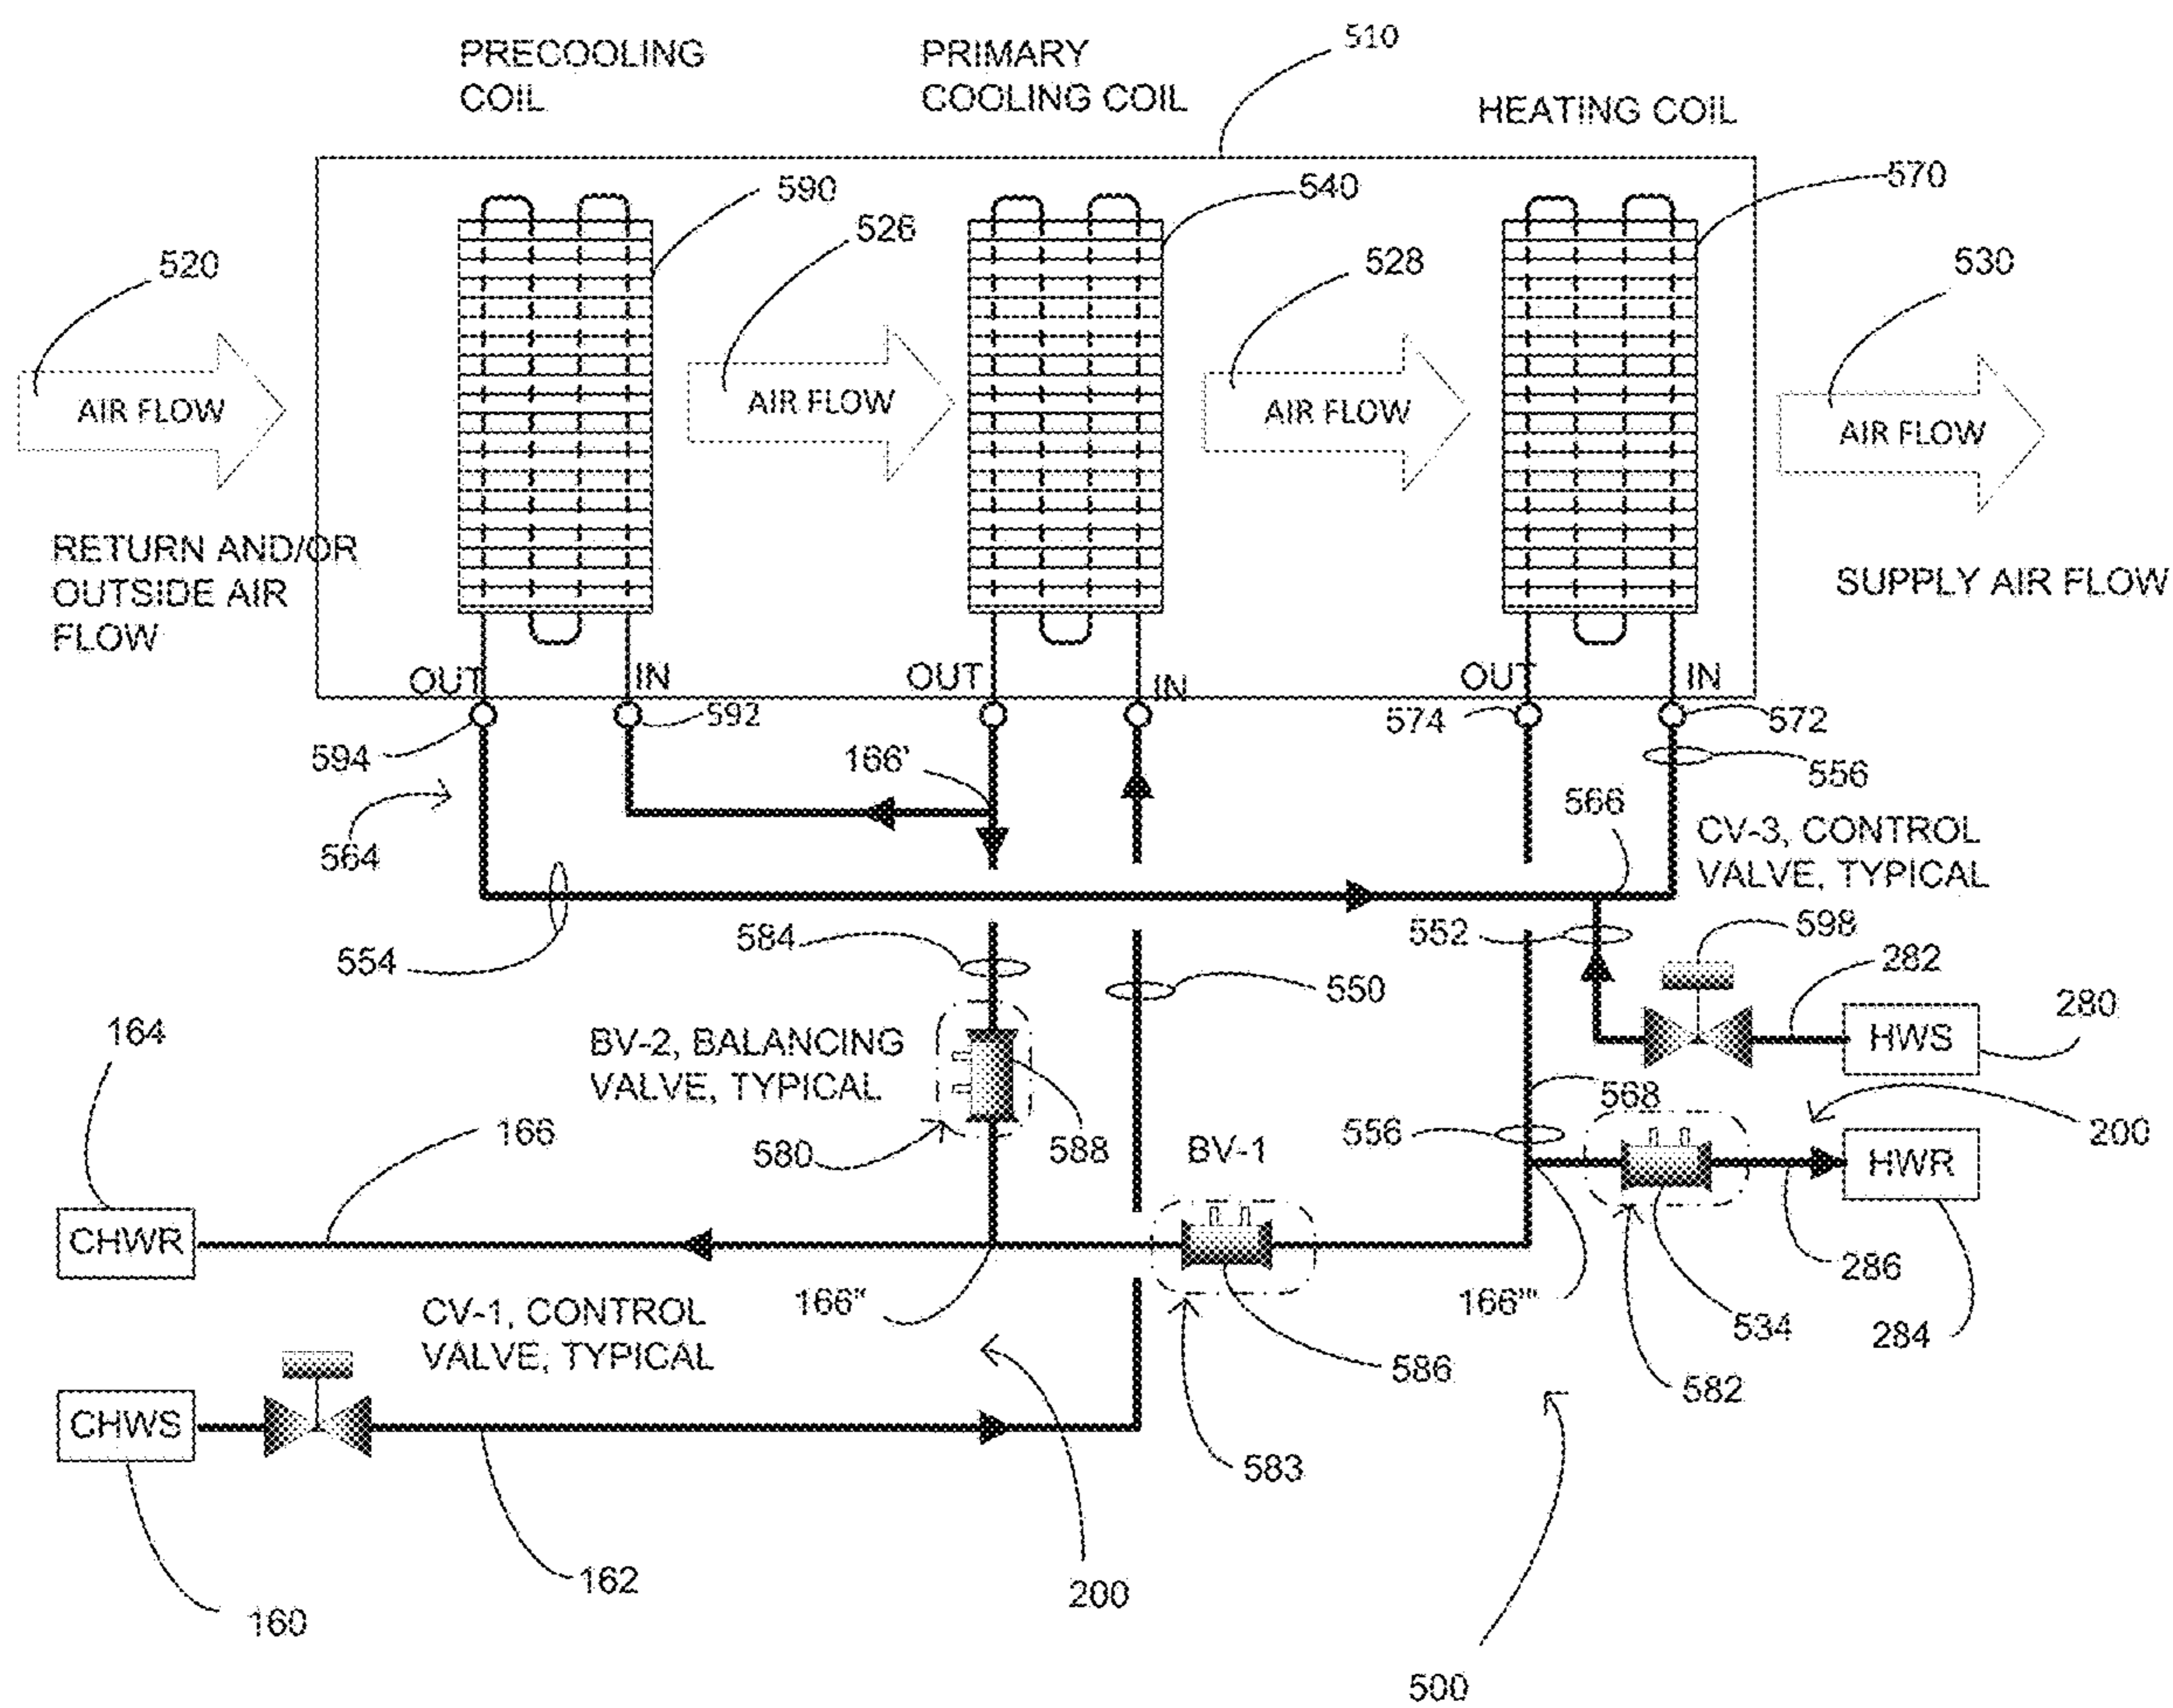 PRECOOLING
COIL
PRIMARY
COOLING COIL
510
HEATING COIL
590
526
540
528
570
520
530
AIR FLOW
AIR FLOW
AIR FLOW
AIR FLOW
RETURN AND/OR
OUTSIDE AIR
FLOW
SUPPLY AIR FLOW
OUT
IN
OUT
IN
OUT
IN
594
592
574
572
166'
556
564
566
CV-3, CONTROL
VALVE, TYPICAL
554
584
552
598
550
282
280
HWS
164
BV-2, BALANCING
VALVE, TYPICAL
568
580
588
166
BV-1
556
200
HWR
CHWR
166"
166'''
286
CV-1, CONTROL
VALVE, TYPICAL
534
284
586
582
CHWS
583
162
200
160
500